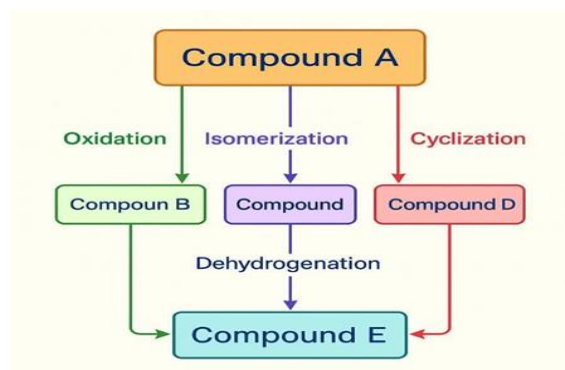 Compound A
Oxidation
Isomerization
Cyclization
Compoun B
Compound
Compound D
Dehydrogenation
Compound E